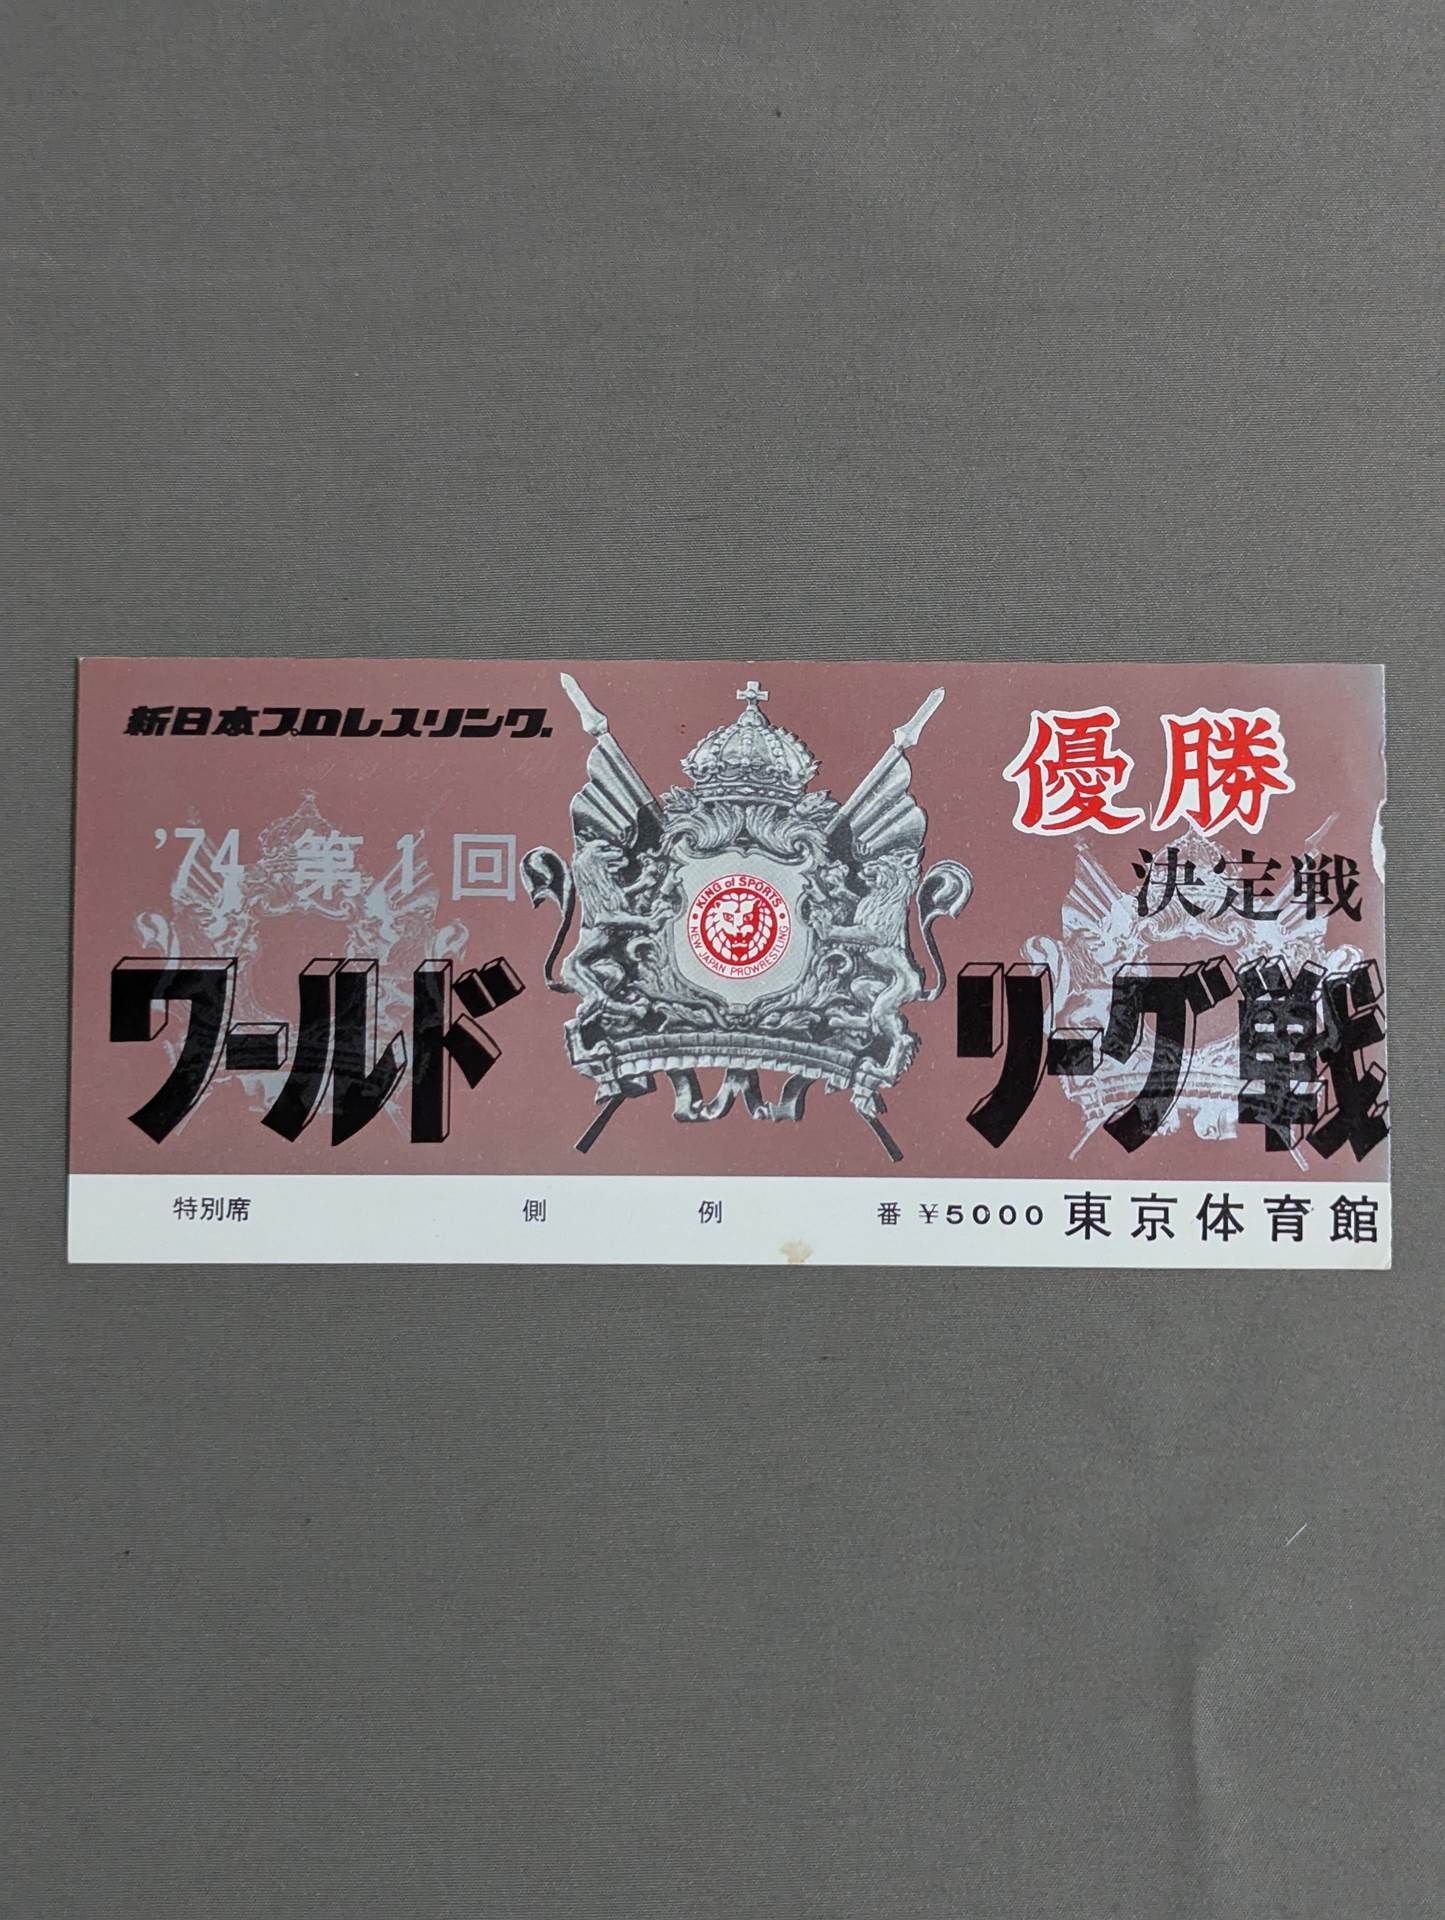 新日本プロレスリング.
'74 第1回
ワールド
KING of SPORTS
NEW JAPAN PROWRESTLING
優勝
決定戦
リーグ戦
特別席 側 例 番 ¥5000 東京体育館